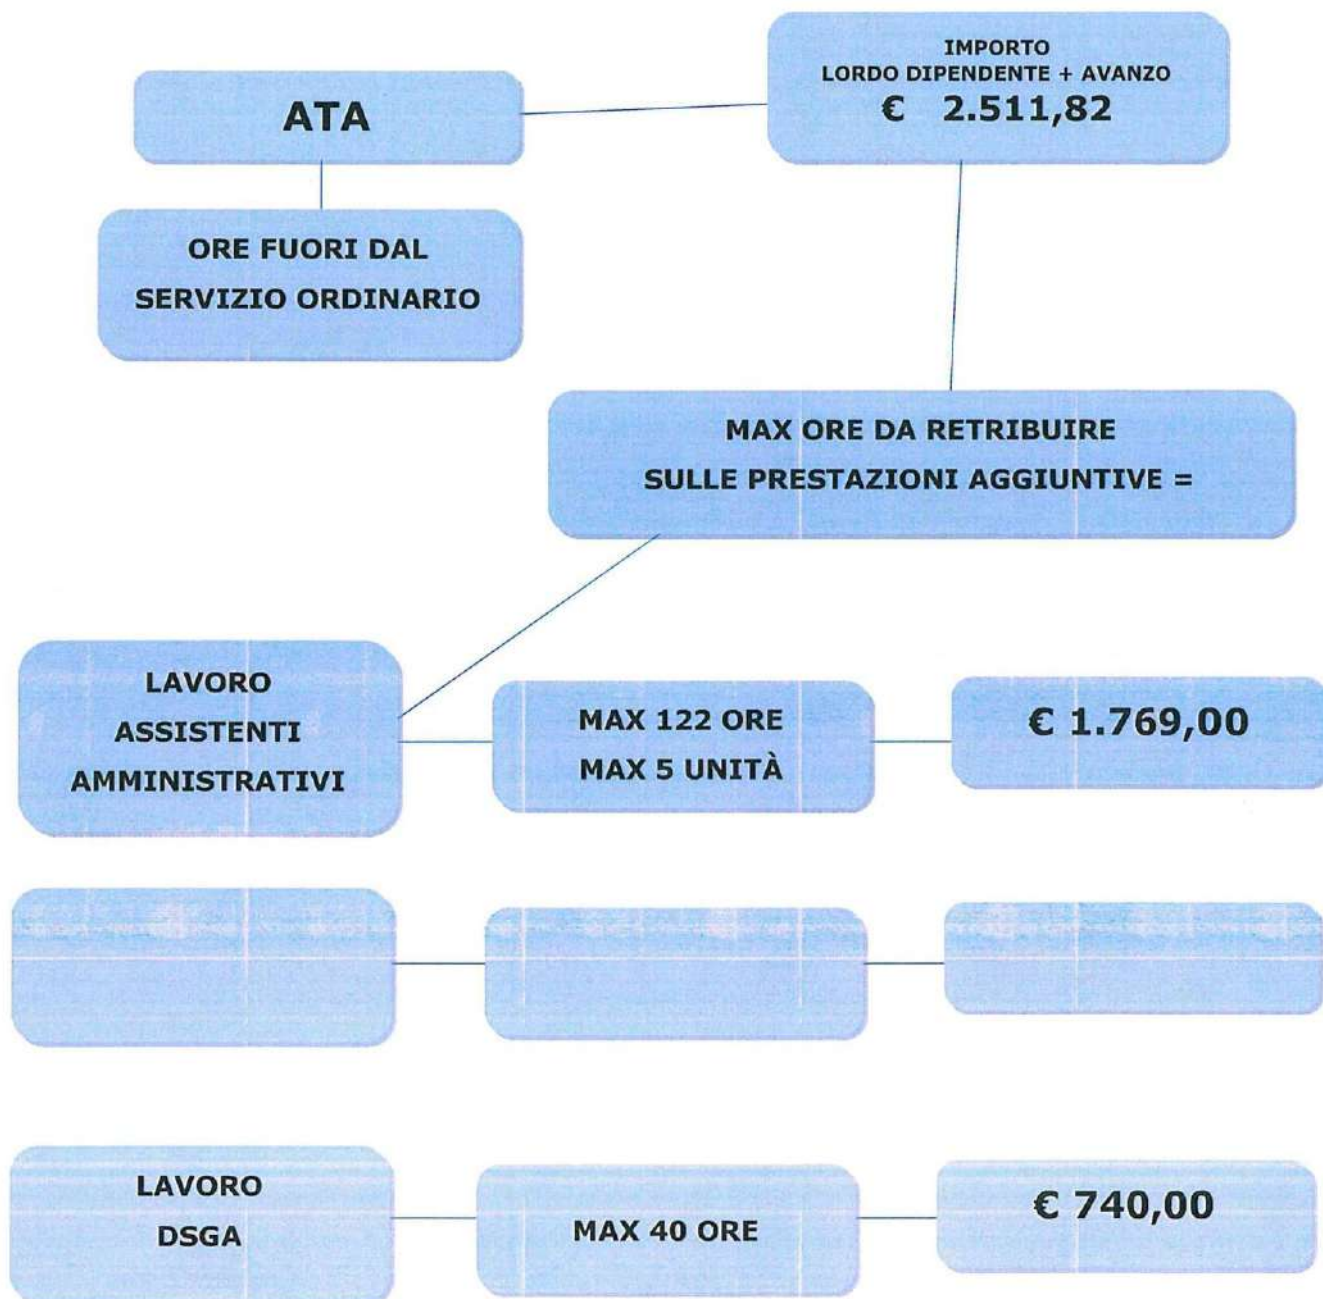 ATA
IMPORTO
LORDO DIPENDENTE + AVANZO
€ 2.511,82
ORE FUORI DAL
SERVIZIO ORDINARIO
MAX ORE DA RETRIBUIRE
SULLE PRESTAZIONI AGGIUNTIVE =
LAVORO
ASSISTENTI
AMMINISTRATIVI
MAX 122 ORE
MAX 5 UNITÀ
€ 1.769,00
LAVORO
DSGA
MAX 40 ORE
€ 740,00